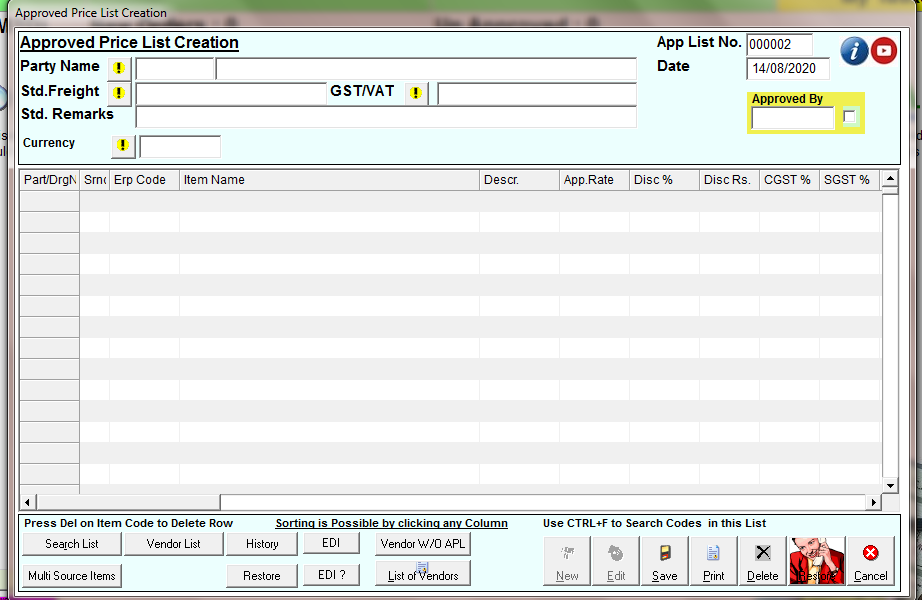 Approved Price List Creation
Approved Price List Creation
App List No. 000002
Party Name
Date 14/08/2020
Std.Freight GST/VAT
Approved By
Std. Remarks
Currency
Part/DrgN Srno Erp Code Item Name Descr. App.Rate Disc % Disc Rs. CGST % SGST %
Press Del on Item Code to Delete Row Sorting is Possible by clicking any Column Use CTRL+F to Search Codes in this List
Search List Vendor List History EDI Vendor W/O APL
Multi Source Items Restore EDI ? List of Vendors
New Edit Save Print Delete Restore Cancel